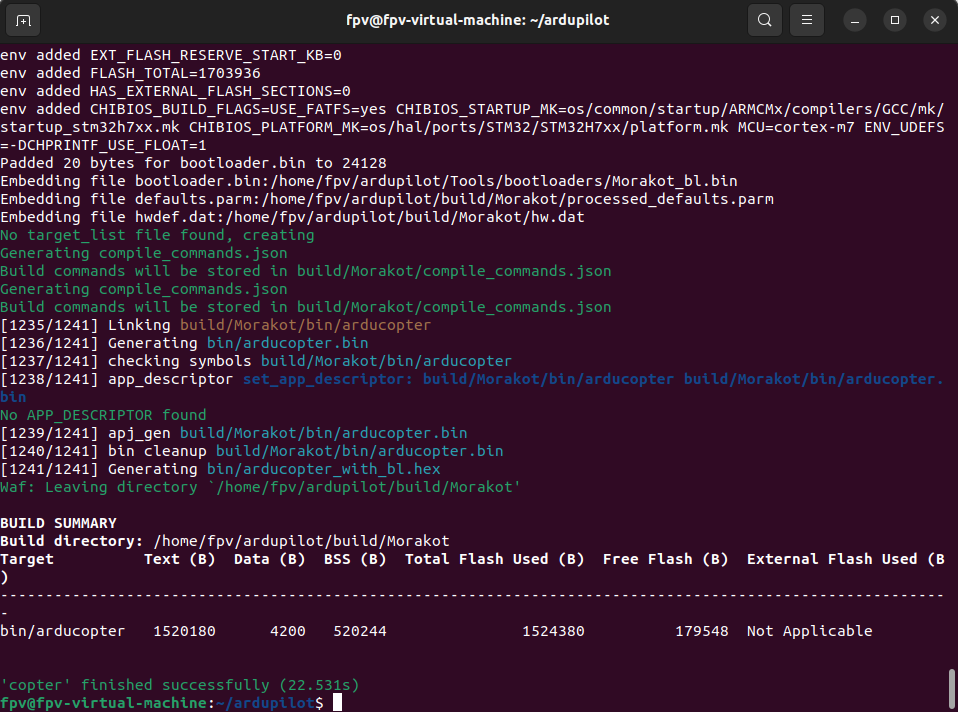 fpv@fpv-virtual-machine: ~/ardupilot
env added EXT_FLASH_RESERVE_START_KB=0
env added FLASH_TOTAL=1703936
env added HAS_EXTERNAL_FLASH_SECTIONS=0
env added CHIBIOS_BUILD_FLAGS=USE_FATFS=yes CHIBIOS_STARTUP_MK=os/common/startup/ARMCMx/compilers/GCC/mk/
startup_stm32h7xx.mk CHIBIOS_PLATFORM_MK=os/hal/ports/STM32/STM32H7xx/platform.mk MCU=cortex-m7 ENV_UDEFS
=-DCHPRINTF_USE_FLOAT=1
Padded 20 bytes for bootloader.bin to 24128
Embedding file bootloader.bin:/home/fpv/ardupilot/Tools/bootloaders/Morakot_bl.bin
Embedding file defaults.parm:/home/fpv/ardupilot/build/Morakot/processed_defaults.parm
Embedding file hwdef.dat:/home/fpv/ardupilot/build/Morakot/hw.dat
No target_list file found, creating
Generating compile_commands.json
Build commands will be stored in build/Morakot/compile_commands.json
Generating compile_commands.json
Build commands will be stored in build/Morakot/compile_commands.json
[1235/1241] Linking build/Morakot/bin/arducopter
[1236/1241] Generating bin/arducopter.bin
[1237/1241] checking symbols build/Morakot/bin/arducopter
[1238/1241] app_descriptor set_app_descriptor: build/Morakot/bin/arducopter build/Morakot/bin/arducopter.
bin
No APP_DESCRIPTOR found
[1239/1241] apj_gen build/Morakot/bin/arducopter.bin
[1240/1241] bin cleanup build/Morakot/bin/arducopter.bin
[1241/1241] Generating bin/arducopter_with_bl.hex
Waf: Leaving directory `/home/fpv/ardupilot/build/Morakot'
BUILD SUMMARY
Build directory: /home/fpv/ardupilot/build/Morakot
Target          Text (B)  Data (B)  BSS (B)  Total Flash Used (B)  Free Flash (B)  External Flash Used (B
)
---------------------------------------------------------------------------------------------------------
-
bin/arducopter   1520180      4200   520244               1524380          179548  Not Applicable
'copter' finished successfully (22.531s)
fpv@fpv-virtual-machine:~/ardupilot$